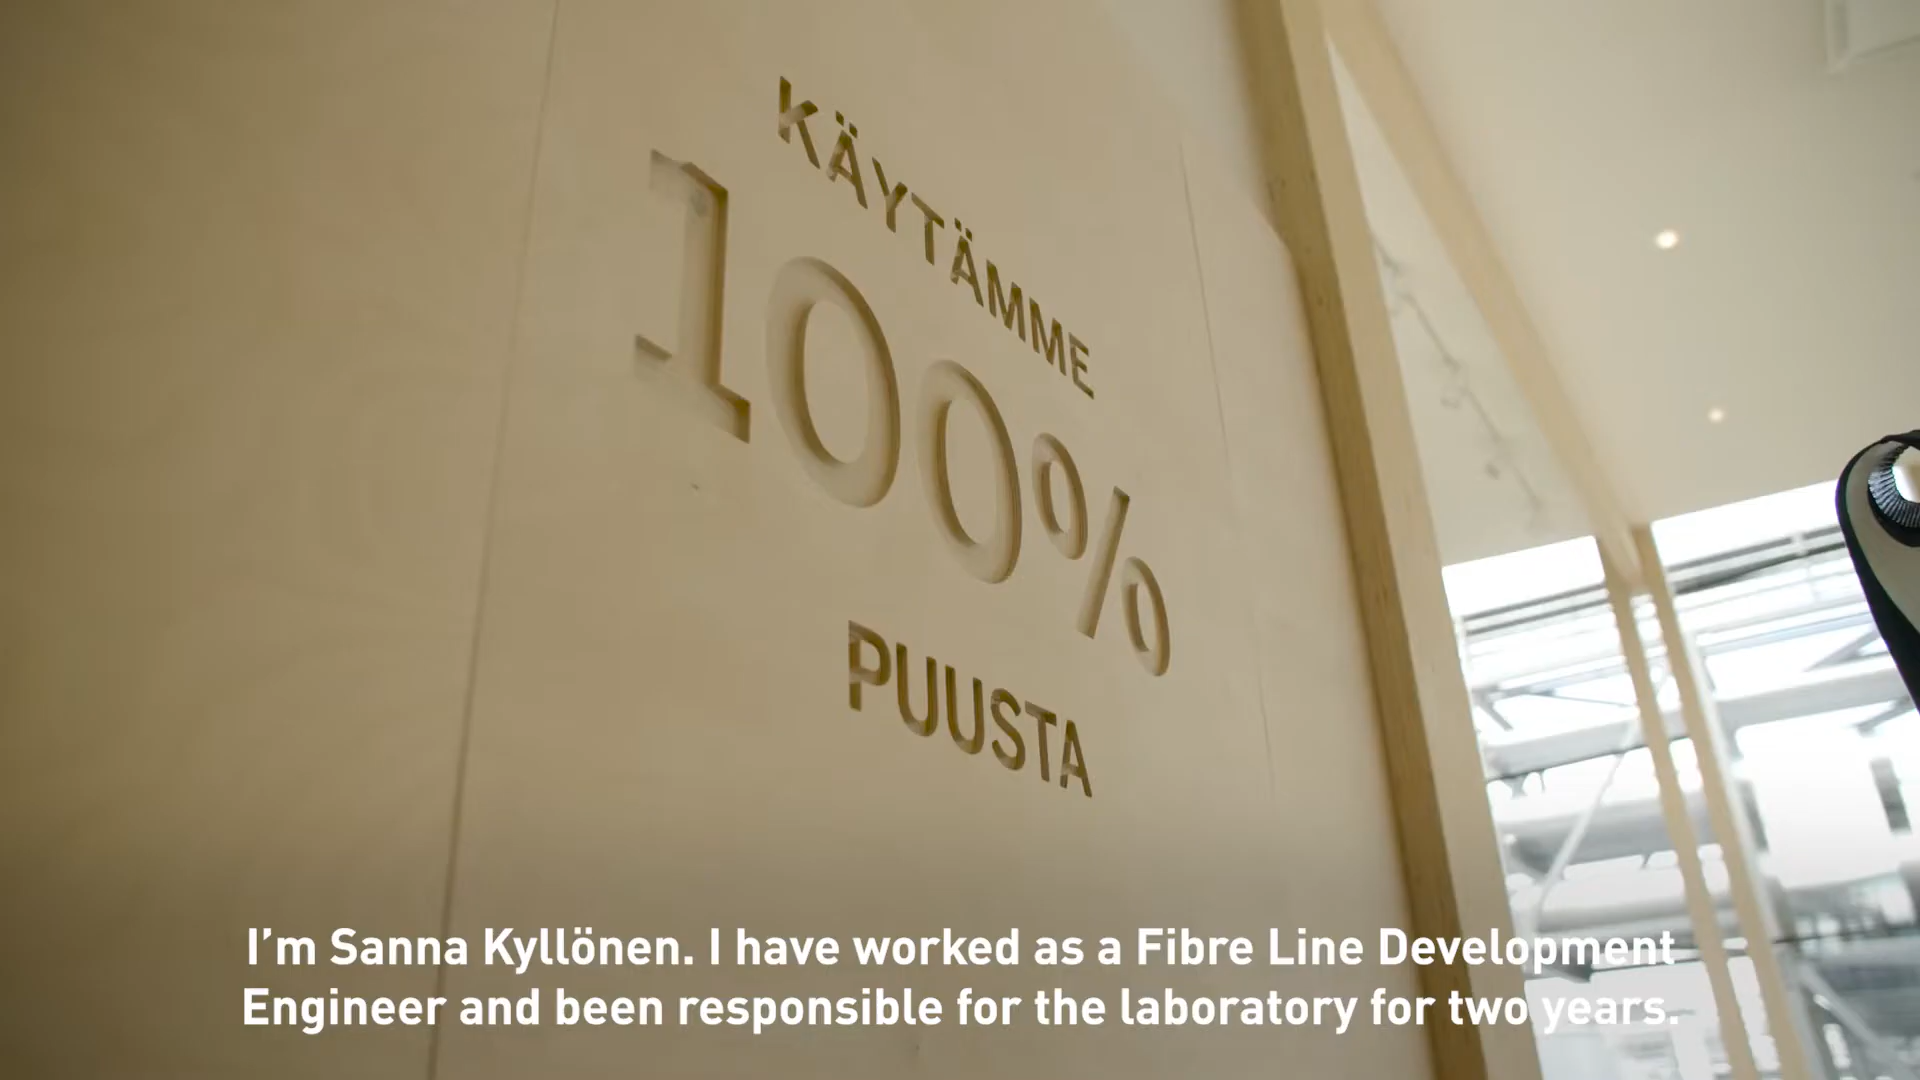 KÄYTÄMME
100%
PUUSTA
I’m Sanna Kyllönen. I have worked as a Fibre Line Development
Engineer and been responsible for the laboratory for two years.